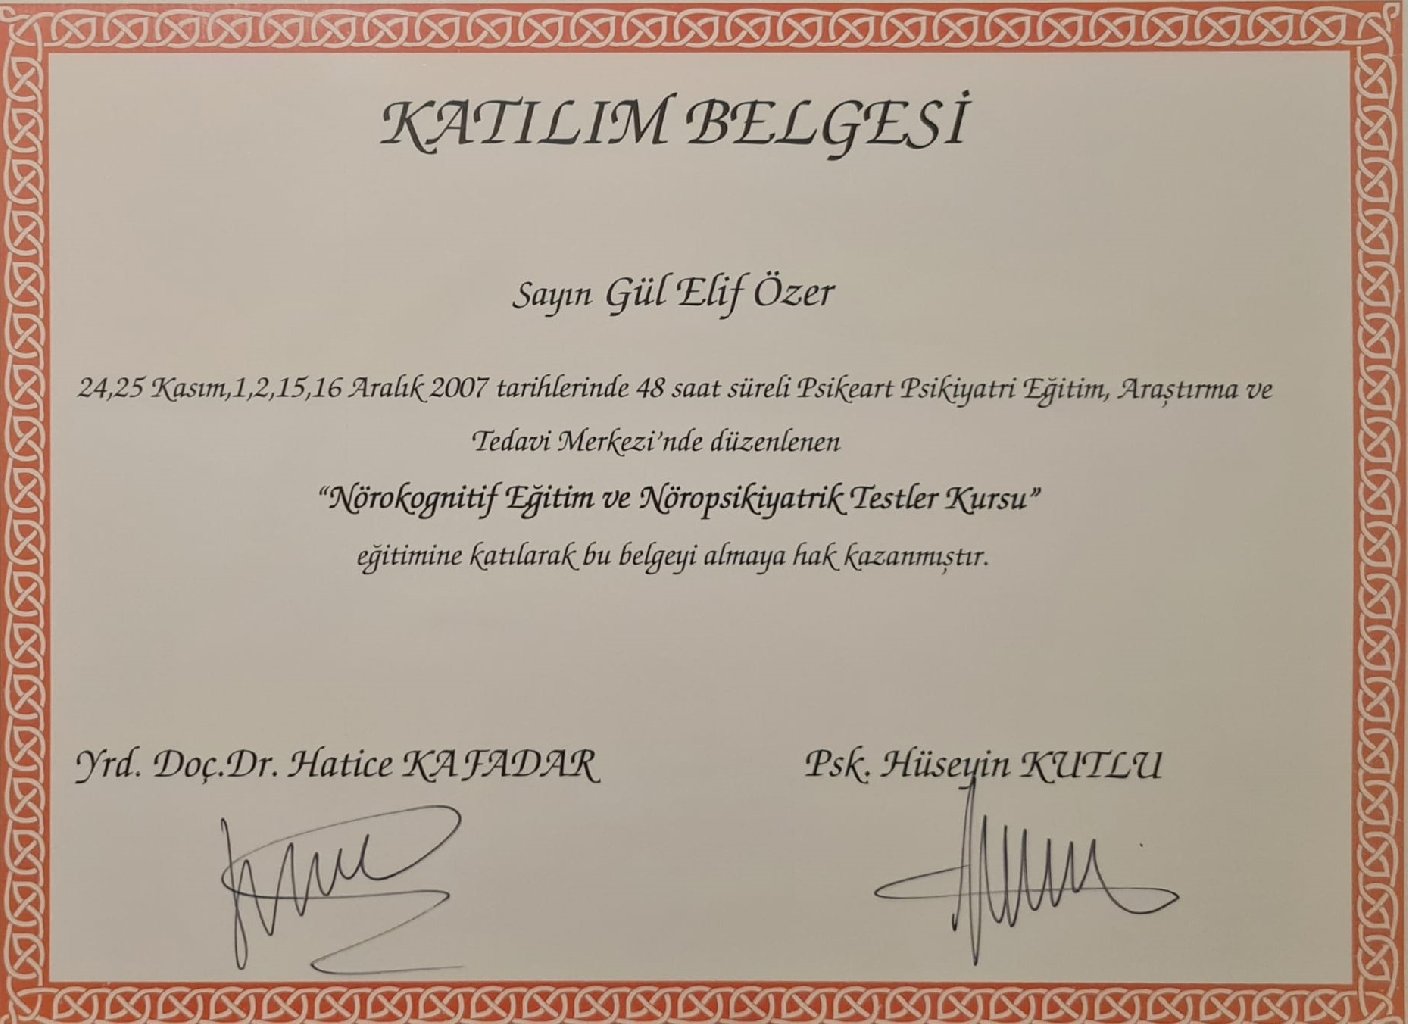 KATILIM BELGESİ
Sayın Gül Elif Özer
24,25 Kasım,1,2,15,16 Aralık 2007 tarihlerinde 48 saat süreli Psikeart Psikiyatri Eğitim, Araştırma ve
Tedavi Merkezi'nde düzenlenen
“Nörokognitif Eğitim ve Nöropsikiyatrik Testler Kursu”
eğitimine katılarak bu belgeyi almaya hak kazanmıştır.
Yrd. Doç.Dr. Hatice KAFADAR
Psk. Hüseyin KUTLU